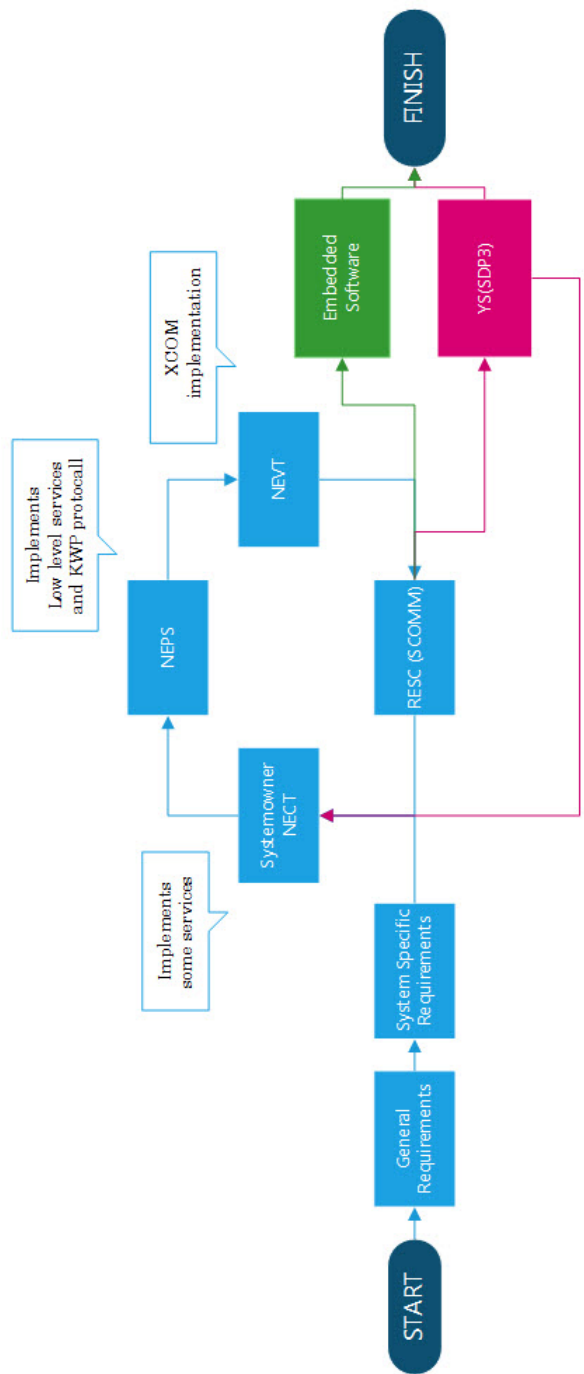 START
General
Requirements
System Specific
Requirements
Implements
some services
Systemowner
NECT
Implements
Low level services
and KWP protocall
NEPS
XCOM
implementation
NEVT
RESC (SCOMM)
Embedded
Software
YS(SDP3)
FINISH